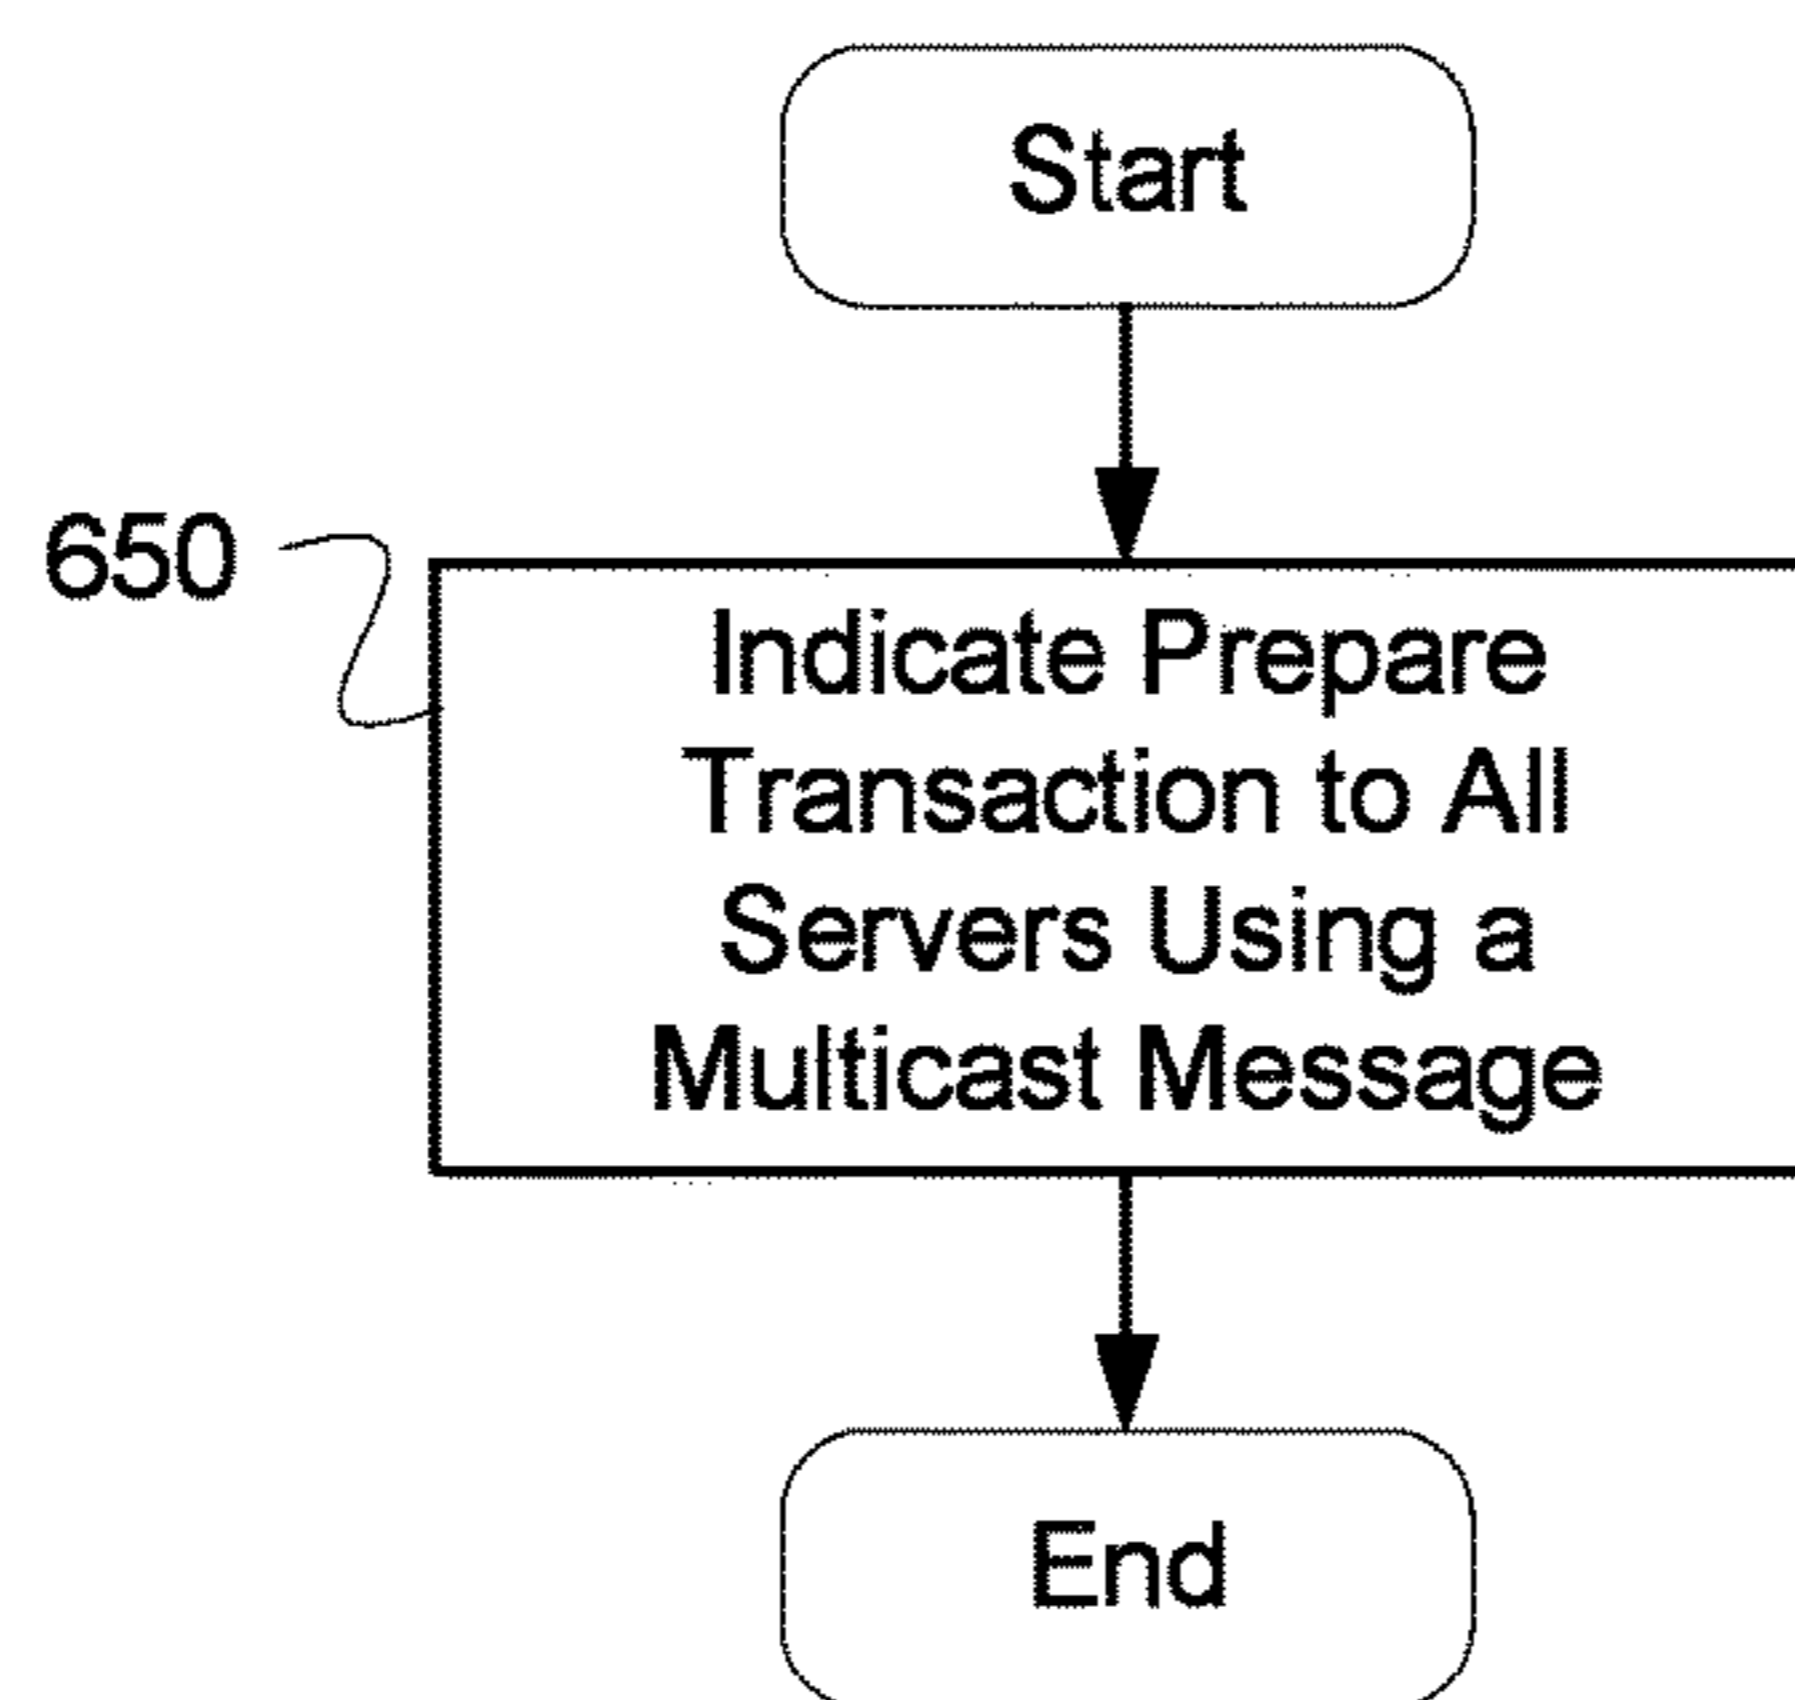 Start
650
Indicate Prepare
Transaction to All
Servers Using a
Multicast Message
End